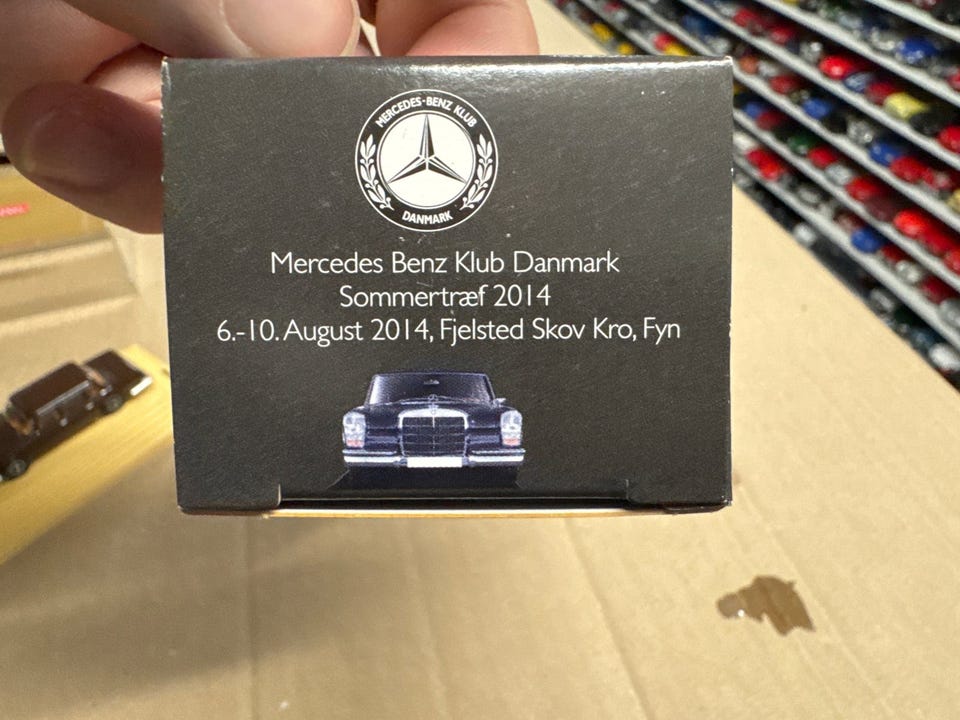 MERCEDES-BENZ KLUB
DANMARK
Mercedes Benz Klub Danmark
Sommertræf 2014
6.-10. August 2014, Fjelsted Skov Kro, Fyn